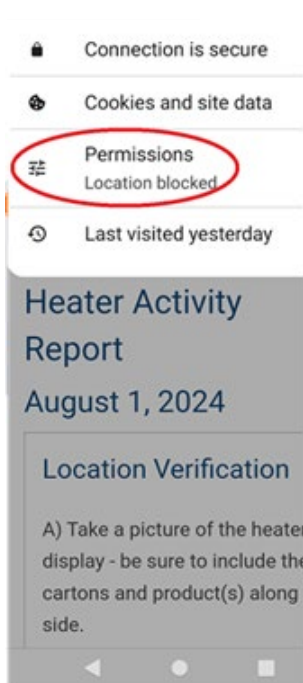 Connection is secure
Cookies and site data
Permissions
Location blocked
Last visited yesterday
Heater Activity
Report
August 1, 2024
Location Verification
A) Take a picture of the heater
display - be sure to include the
cartons and product(s) along
side.